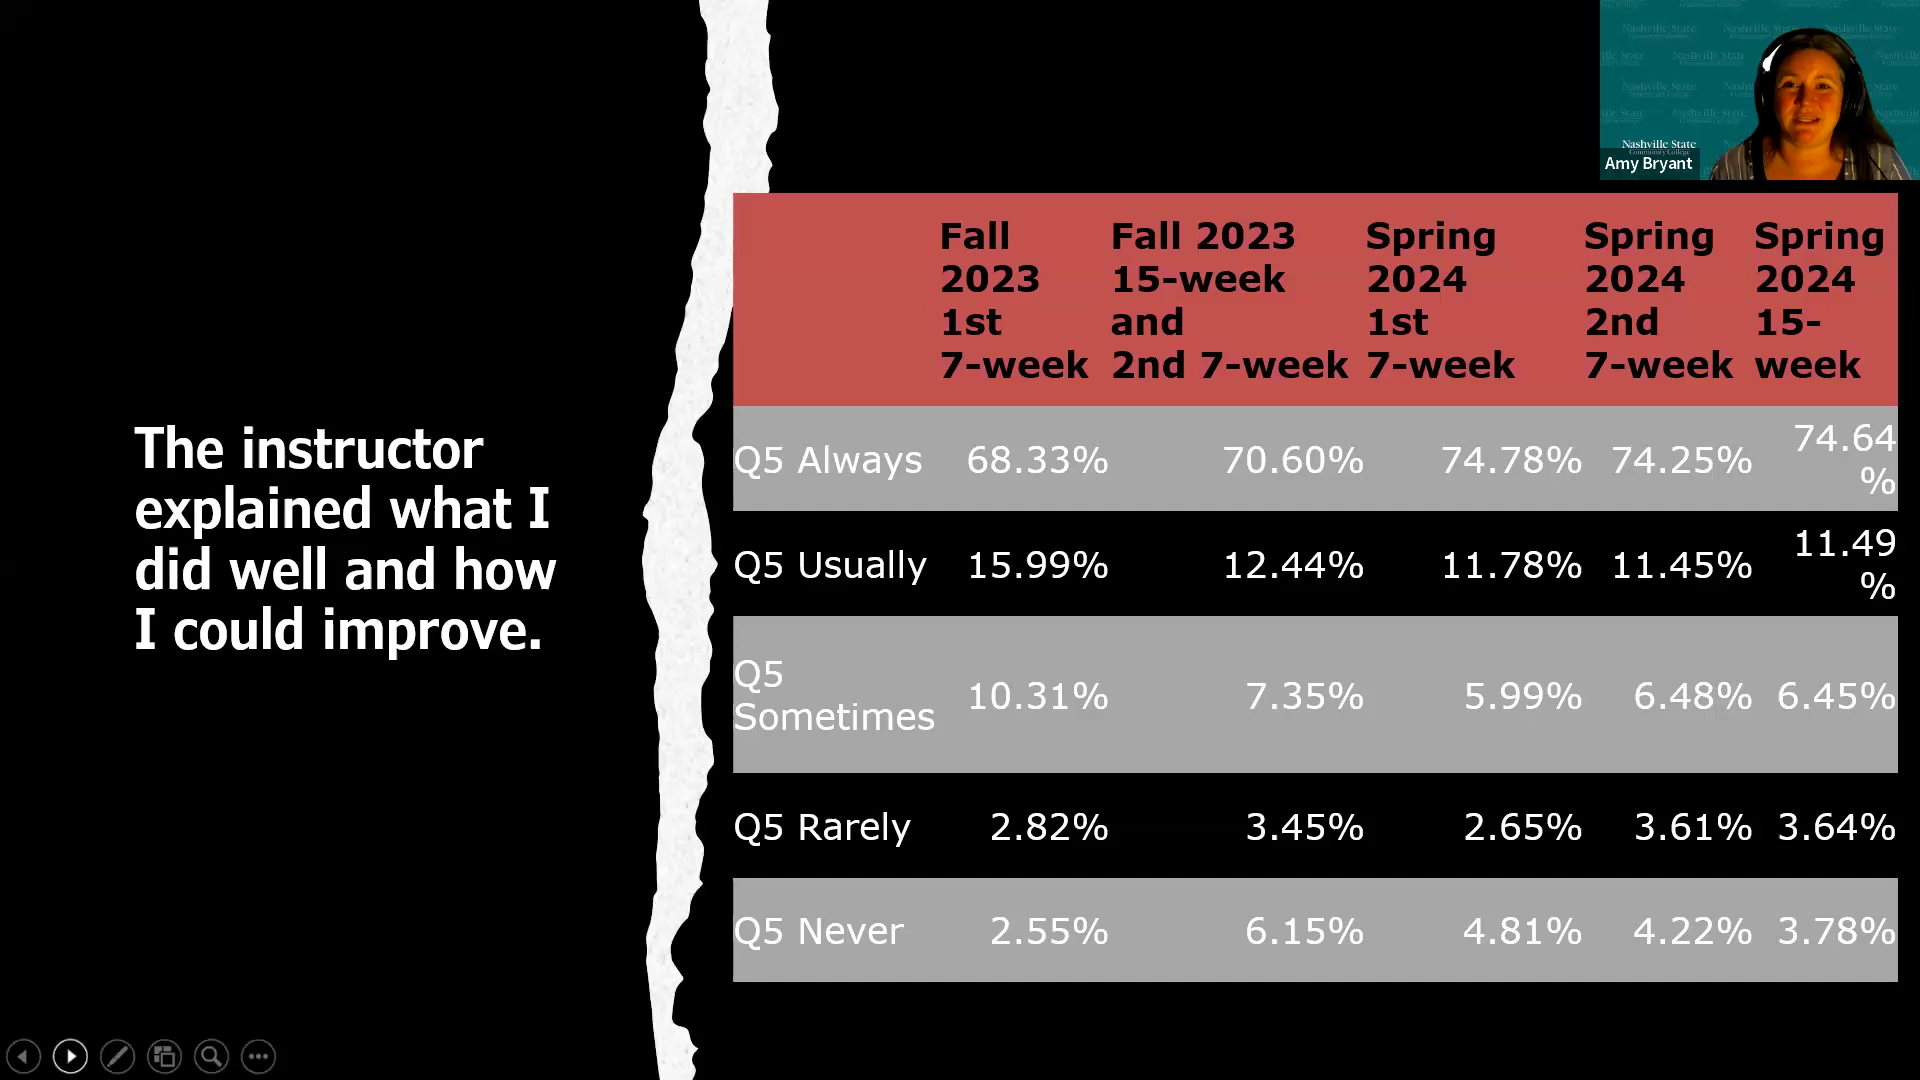 Nashville State
Community College
Amy Bryant
The instructor
explained what I
did well and how
I could improve.
Fall
2023
1st
7-week
Fall 2023
15-week
and
2nd 7-week
Spring
2024
1st
7-week
Spring
2024
2nd
7-week
Spring
2024
15-
week
Q5 Always 68.33% 70.60% 74.78% 74.25% 74.64
%
Q5 Usually 15.99% 12.44% 11.78% 11.45% 11.49
%
Q5
Sometimes 10.31% 7.35% 5.99% 6.48% 6.45%
Q5 Rarely 2.82% 3.45% 2.65% 3.61% 3.64%
Q5 Never 2.55% 6.15% 4.81% 4.22% 3.78%